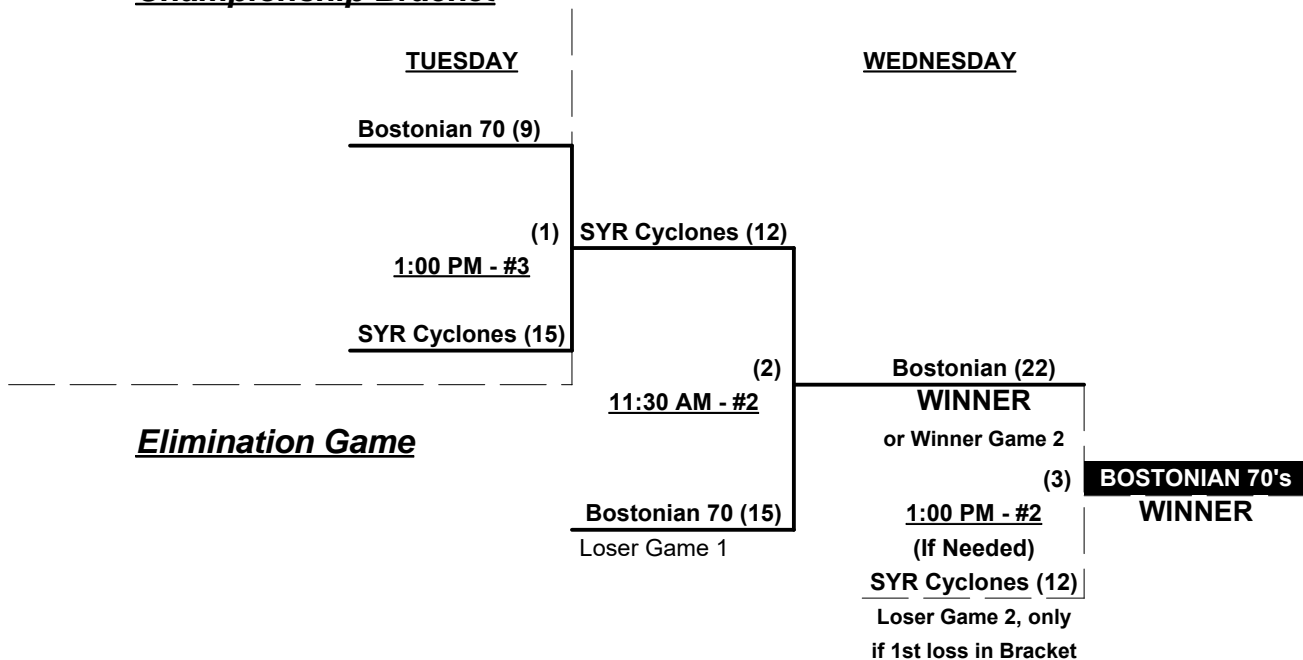 Championship Bracket
TUESDAY
WEDNESDAY
Bostonian 70 (9)
(1)
SYR Cyclones (12)
1:00 PM - #3
SYR Cyclones (15)
(2)
Bostonian (22)
11:30 AM - #2
WINNER
Elimination Game
or Winner Game 2
(3)
BOSTONIAN 70's
Bostonian 70 (15)
1:00 PM - #2
WINNER
Loser Game 1
(If Needed)
SYR Cyclones (12)
Loser Game 2, only
if 1st loss in Bracket